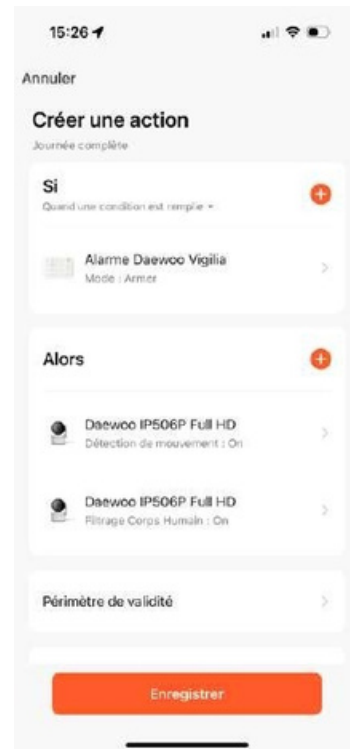 15:26
Annuler
Créer une action
Journée complète
Si
Quand une condition est remplie
Alarme Daewoo Vigilia
Mode : Armer
Alors
Daewoo IP506P Full HD
Détection de mouvement : On
Daewoo IP506P Full HD
Filtrage Corps Humain : On
Périmètre de validité
Enregistrer